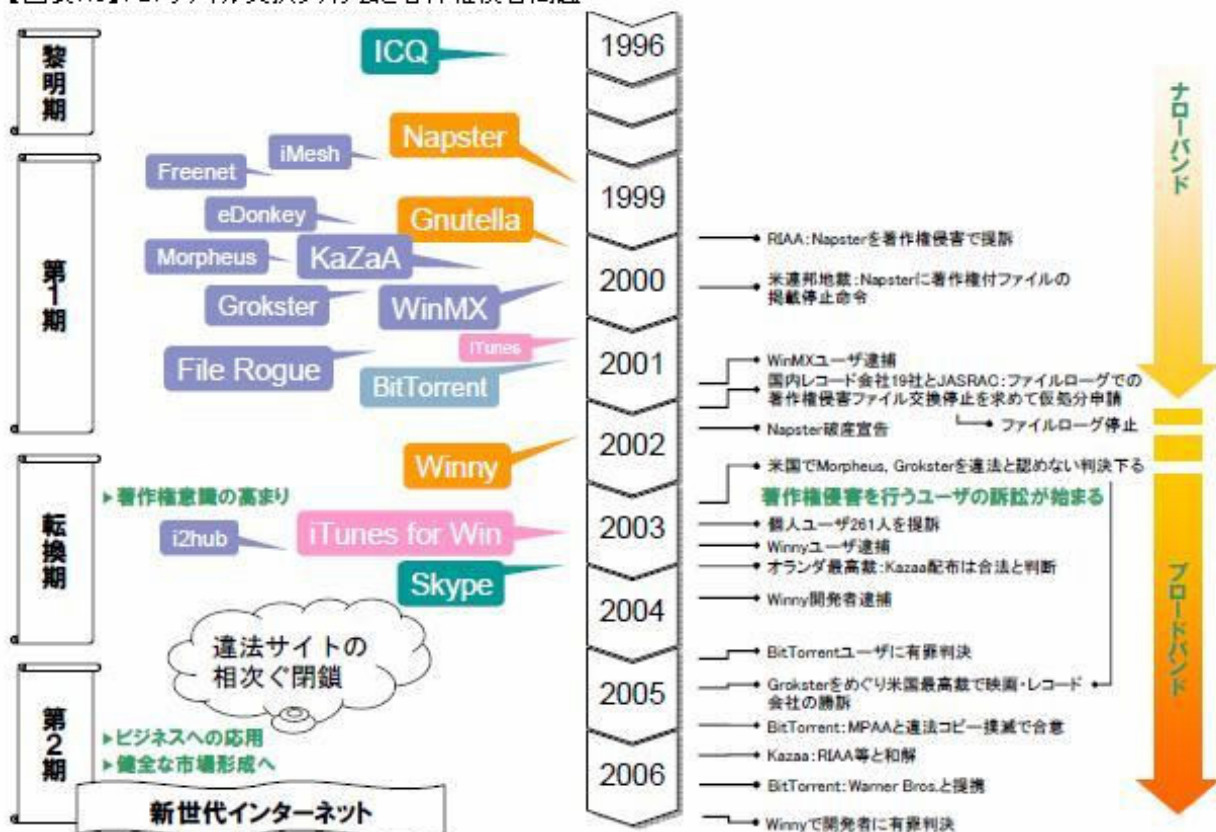 黎明期
ICQ
1996
ナローバンド
Napster
iMesh
Freenet
1999
第1期
eDonkey
Gnutella
RIAA:Napsterを著作権侵害で提訴
Morpheus
KaZaA
2000
米連邦地裁:Napsterに著作権付ファイルの
掲載停止命令
Grokster
WinMX
iTunes
2001
File Rogue
BitTorrent
WinMXユーザ逮捕
国内レコード会社19社とJASRAC:ファイルローグでの
著作権侵害ファイル交換停止を求めて仮処分申請
Napster破産宣告
ファイルローグ停止
2002
Winny
米国でMorpheus, Groksterを違法と認めない判決下る
転換期
▶著作権意識の高まり
著作権侵害を行うユーザの訴訟が始まる
i2hub
iTunes for Win
2003
個人ユーザ261人を提訴
Winnyユーザ逮捕
オランダ最高裁:Kazaa配布は合法と判断
Skype
ブロードバンド
2004
Winny開発者逮捕
違法サイトの
相次ぐ閉鎖
BitTorrentユーザに有罪判決
2005
Groksterをめぐり米国最高裁で映画・レコード
会社の勝訴
第2期
▶ビジネスへの応用
▶健全な市場形成へ
BitTorrent:MPAAと違法コピー撲滅で合意
2006
Kazaa:RIAA等と和解
BitTorrent:Warner Bros.と提携
新世代インターネット
Winnyで開発者に有罪判決